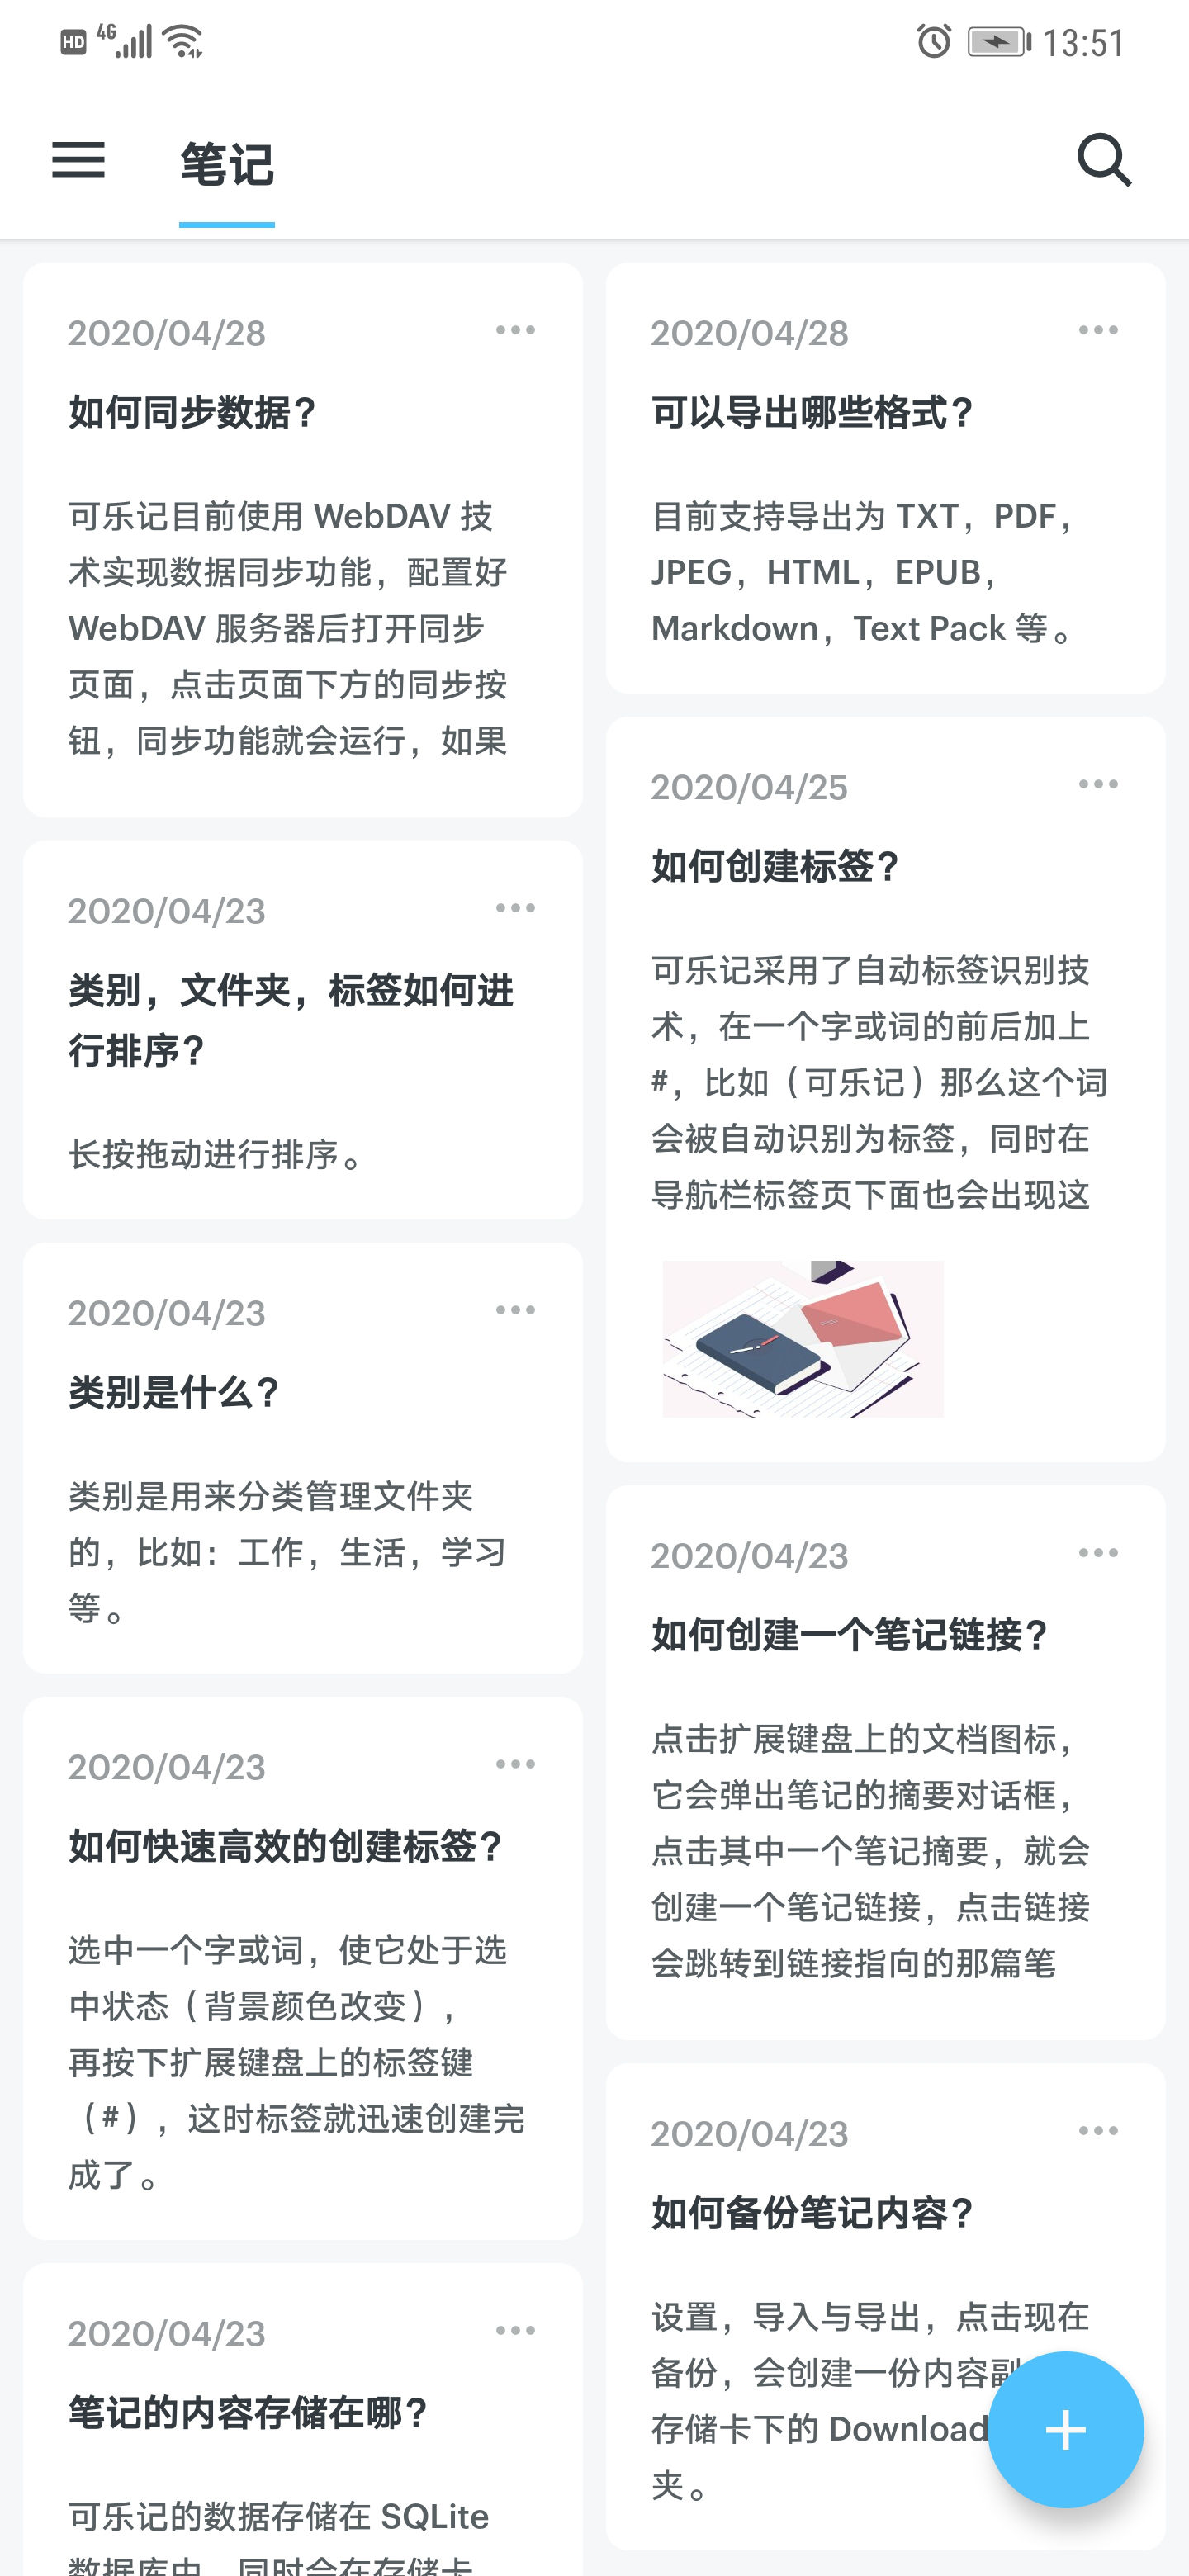 HD 4G 13:51
笔记
2020/04/28
如何同步数据？
可乐记目前使用 WebDAV 技
术实现数据同步功能，配置好
WebDAV 服务器后打开同步
页面，点击页面下方的同步按
钮，同步功能就会运行，如果
2020/04/23
类别，文件夹，标签如何进
行排序？
长按拖动进行排序。
2020/04/23
类别是什么？
类别是用来分类管理文件夹
的，比如：工作，生活，学习
等。
2020/04/23
如何快速高效的创建标签？
选中一个字或词，使它处于选
中状态（背景颜色改变），
再按下扩展键盘上的标签键
（#），这时标签就迅速创建完
成了。
2020/04/23
笔记的内容存储在哪？
可乐记的数据存储在 SQLite
数据库中，同时会在存储卡
2020/04/28
可以导出哪些格式？
目前支持导出为 TXT，PDF，
JPEG，HTML，EPUB，
Markdown，Text Pack 等。
2020/04/25
如何创建标签？
可乐记采用了自动标签识别技
术，在一个字或词的前后加上
#，比如（可乐记）那么这个词
会被自动识别为标签，同时在
导航栏标签页下面也会出现这
2020/04/23
如何创建一个笔记链接？
点击扩展键盘上的文档图标，
它会弹出笔记的摘要对话框，
点击其中一个笔记摘要，就会
创建一个笔记链接，点击链接
会跳转到链接指向的那篇笔
2020/04/23
如何备份笔记内容？
设置，导入与导出，点击现在
备份，会创建一份内容副
存储卡下的 Download
夹。